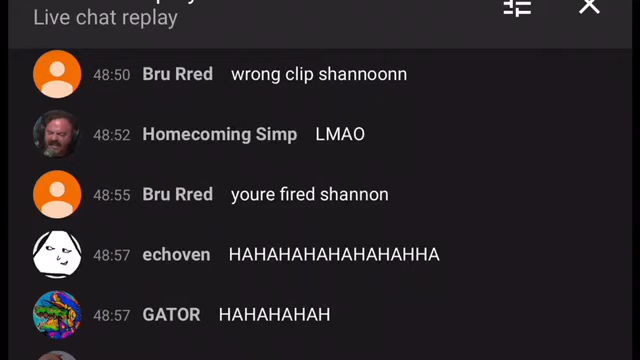 Live chat replay
48:50 Bru Rred wrong clip shannoonn
48:52 Homecoming Simp LMAO
48:55 Bru Rred youre fired shannon
48:57 echoven HAHAHAHAHAHAHAHHA
48:57 GATOR HAHAHAHAH